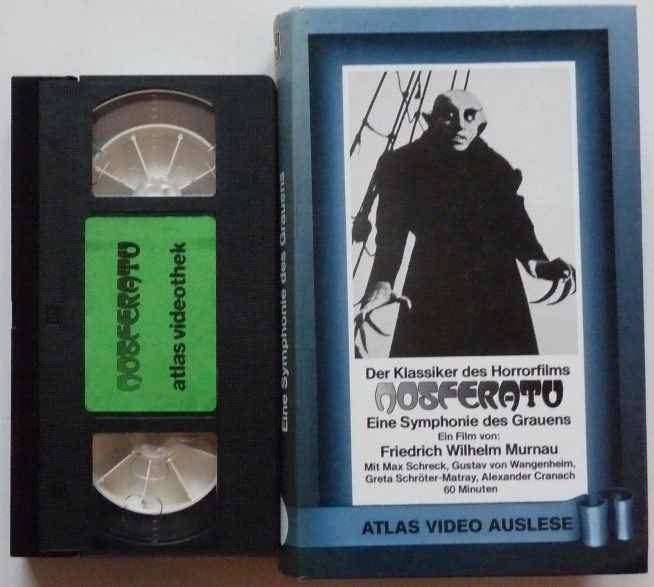 NOSFERATU
atlas videothek
Eine Symphonie des Grauens
Der Klassiker des Horrorfilms
NOSFERATU
Eine Symphonie des Grauens
Ein Film von:
Friedrich Wilhelm Murnau
Mit Max Schreck, Gustav von Wangenheim,
Greta Schröter-Matray, Alexander Cranach
60 Minuten
ATLAS VIDEO AUSLESE